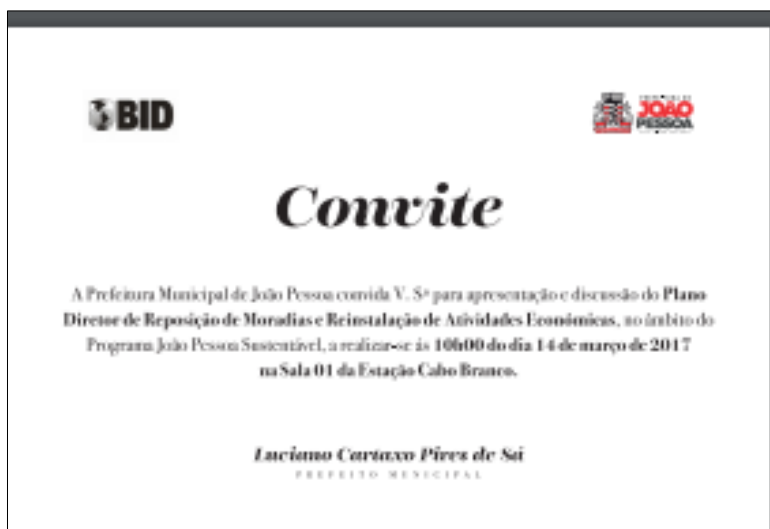 BID
JOÃO
PESSOA
Convite
A Prefeitura Municipal de João Pessoa convida V. Sª para apresentação e discussão do Plano
Diretor de Reposição de Moradias e Reinstalação de Atividades Econômicas, no âmbito do
Programa João Pessoa Sustentável, a realizar-se às 10h00 do dia 14 de março de 2017
na Sala 01 da Estação Cabo Branco.
Luciano Cartaxo Pires de Sá
PREFEITO MUNICIPAL